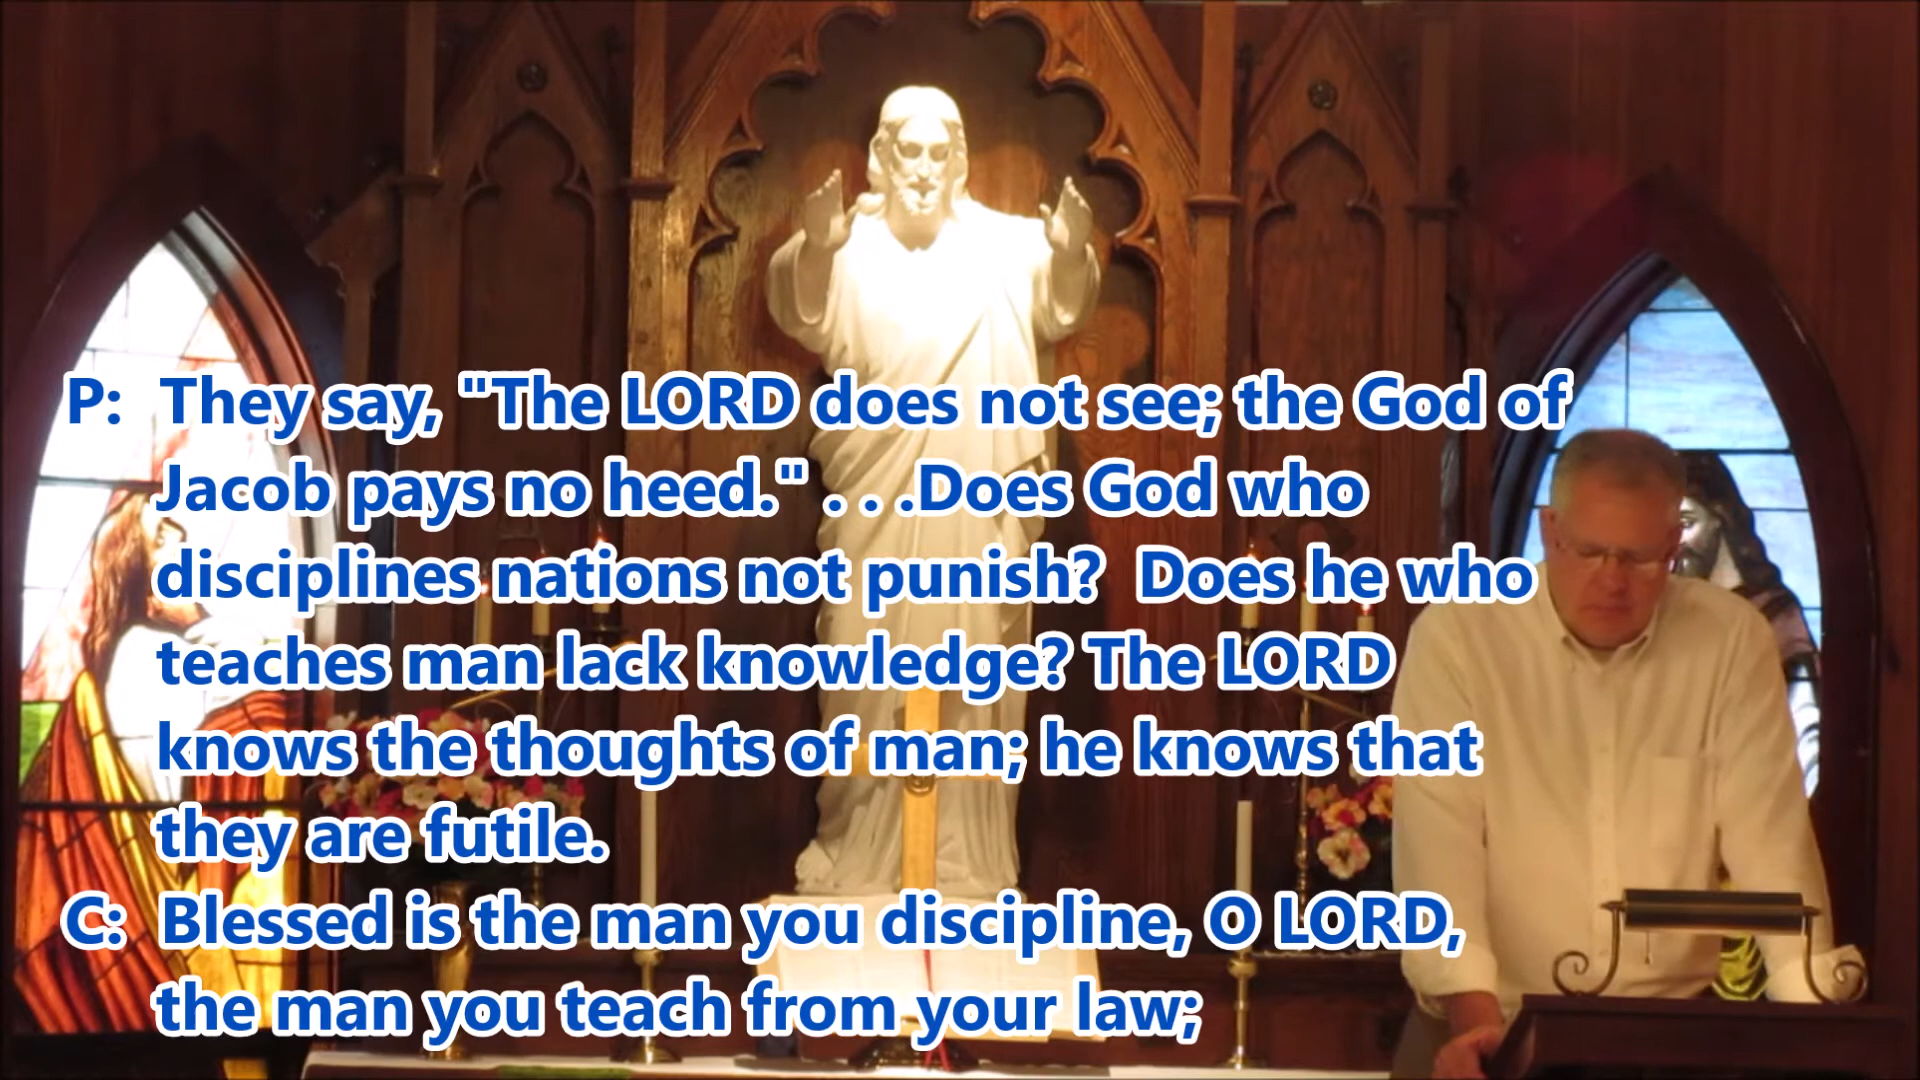 P: They say, "The LORD does not see; the God of
Jacob pays no heed." . . .Does God who
disciplines nations not punish? Does he who
teaches man lack knowledge? The LORD
knows the thoughts of man; he knows that
they are futile.
C: Blessed is the man you discipline, O LORD,
the man you teach from your law;